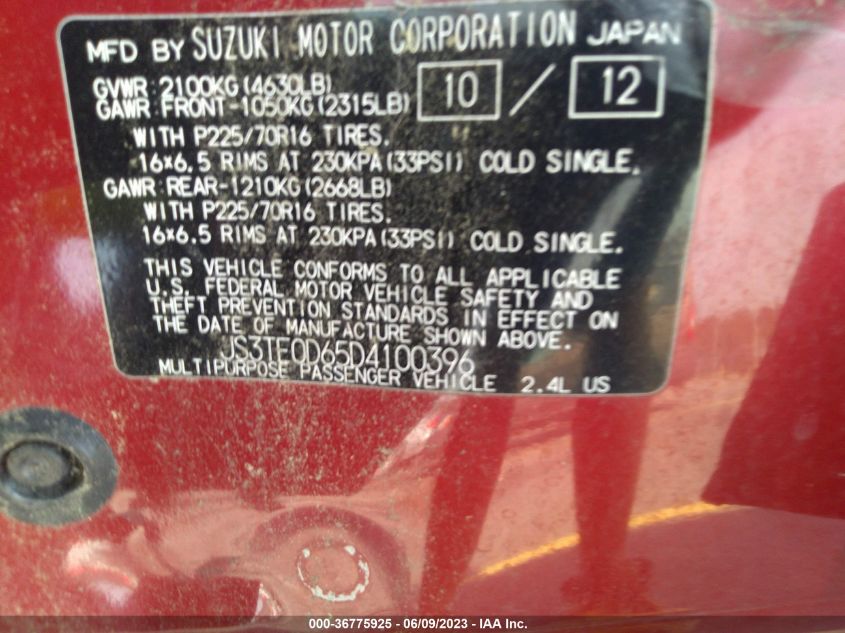 MFD BY SUZUKI MOTOR CORPORATION JAPAN
GVWR: 2100KG(4630LB)
GAWR: FRONT-1050KG(2315LB) 10 / 12
WITH P225/70R16 TIRES.
16×6.5 RIMS AT 230KPA(33PSI) COLD SINGLE.
GAWR: REAR-1210KG(2668LB)
WITH P225/70R16 TIRES.
16×6.5 RIMS AT 230KPA(33PSI) COLD SINGLE.
THIS VEHICLE CONFORMS TO ALL APPLICABLE
U.S. FEDERAL MOTOR VEHICLE SAFETY AND
THEFT PREVENTION STANDARDS IN EFFECT ON
THE DATE OF MANUFACTURE SHOWN ABOVE.
JS3TE0D65D4100396
MULTIPURPOSE PASSENGER VEHICLE 2.4L US
000-36775925 - 06/09/2023 - IAA Inc.